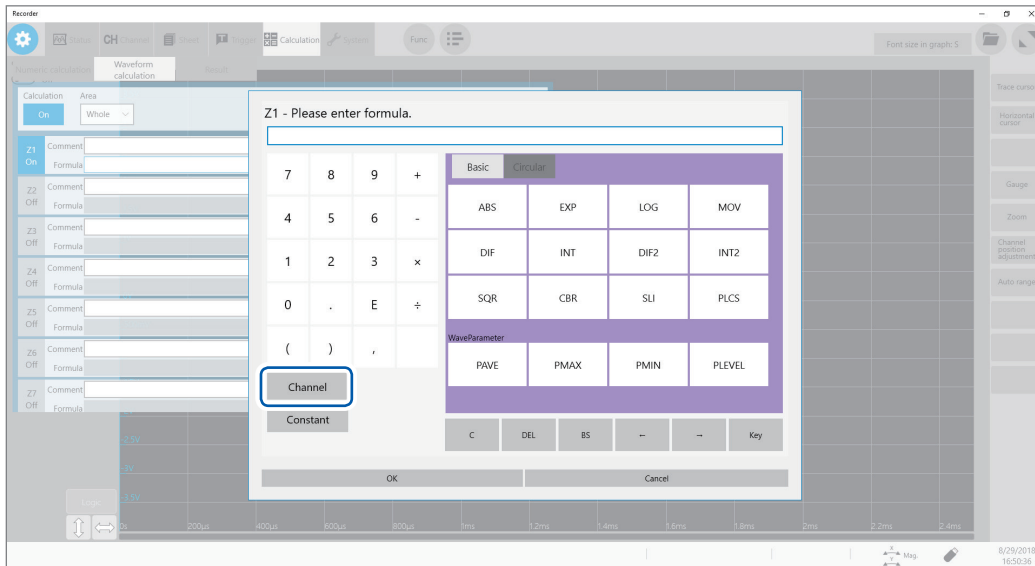 Recorder
Status CH Channel Sheet Trigger Calculation System Func Font size in graph: 5
Numeric calculation Waveform calculation Result
Calculation Area
On Whole
Z1 On Comment
Formula
Z2 Off Comment
Formula
Z3 Off Comment
Formula
Z4 Off Comment
Formula
Z5 Off Comment
Formula
Z6 Off Comment
Formula
Z7 Off Comment
Formula
Z1 - Please enter formula.
7 8 9 +
4 5 6 -
1 2 3 ×
0 . E ÷
( ) ,
Channel
Constant
Basic Circular
ABS EXP LOG MOV
DIF INT DIF2 INT2
SQR CBR SLI PLCS
WaveParameter
PAVE PMAX PMIN PLEVEL
C DEL BS ← → Key
OK Cancel
Trace cursor
Horizontal cursor
Gauge
Zoom
Channel position adjustment
Auto range
-2.5V
-3V
-3.5V
Logic
0s 200µs 400µs 600µs 800µs 1ms 1.2ms 1.4ms 1.6ms 1.8ms 2ms 2.2ms 2.4ms
X Y Mag.
8/29/2018
16:50:36